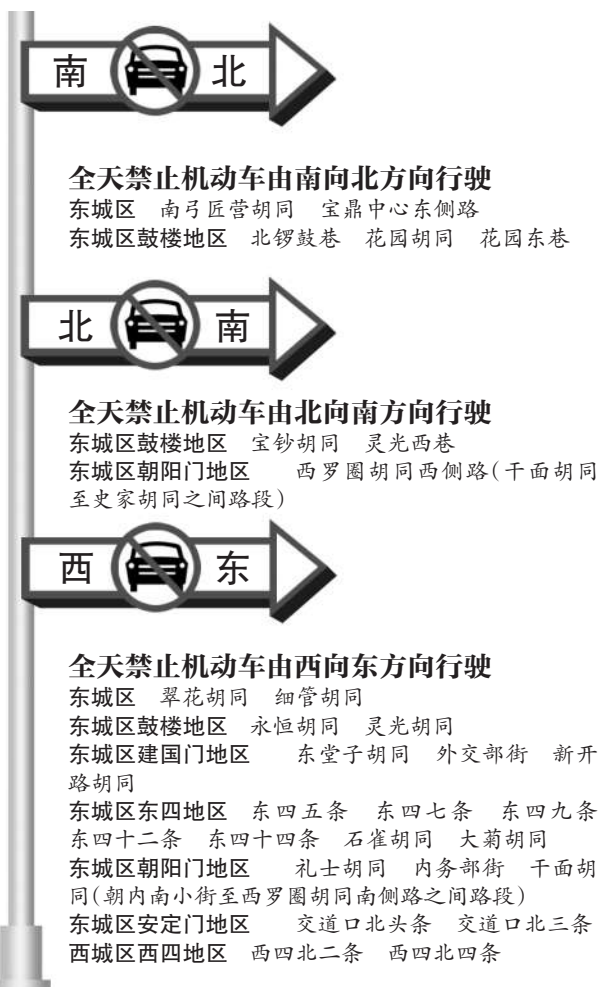 南 北
全天禁止机动车由南向北方向行驶
东城区 南弓匠营胡同 宝鼎中心东侧路
东城区鼓楼地区 北锣鼓巷 花园胡同 花园东巷
北 南
全天禁止机动车由北向南方向行驶
东城区鼓楼地区 宝钞胡同 灵光西巷
东城区朝阳门地区 西罗圈胡同西侧路(干面胡同
至史家胡同之间路段)
西 东
全天禁止机动车由西向东方向行驶
东城区 翠花胡同 细管胡同
东城区鼓楼地区 永恒胡同 灵光胡同
东城区建国门地区 东堂子胡同 外交部街 新开
路胡同
东城区东四地区 东四五条 东四七条 东四九条
东四十二条 东四十四条 石雀胡同 大菊胡同
东城区朝阳门地区 礼士胡同 内务部街 干面胡
同(朝内南小街至西罗圈胡同南侧路之间路段)
东城区安定门地区 交道口北头条 交道口北三条
西城区西四地区 西四北二条 西四北四条